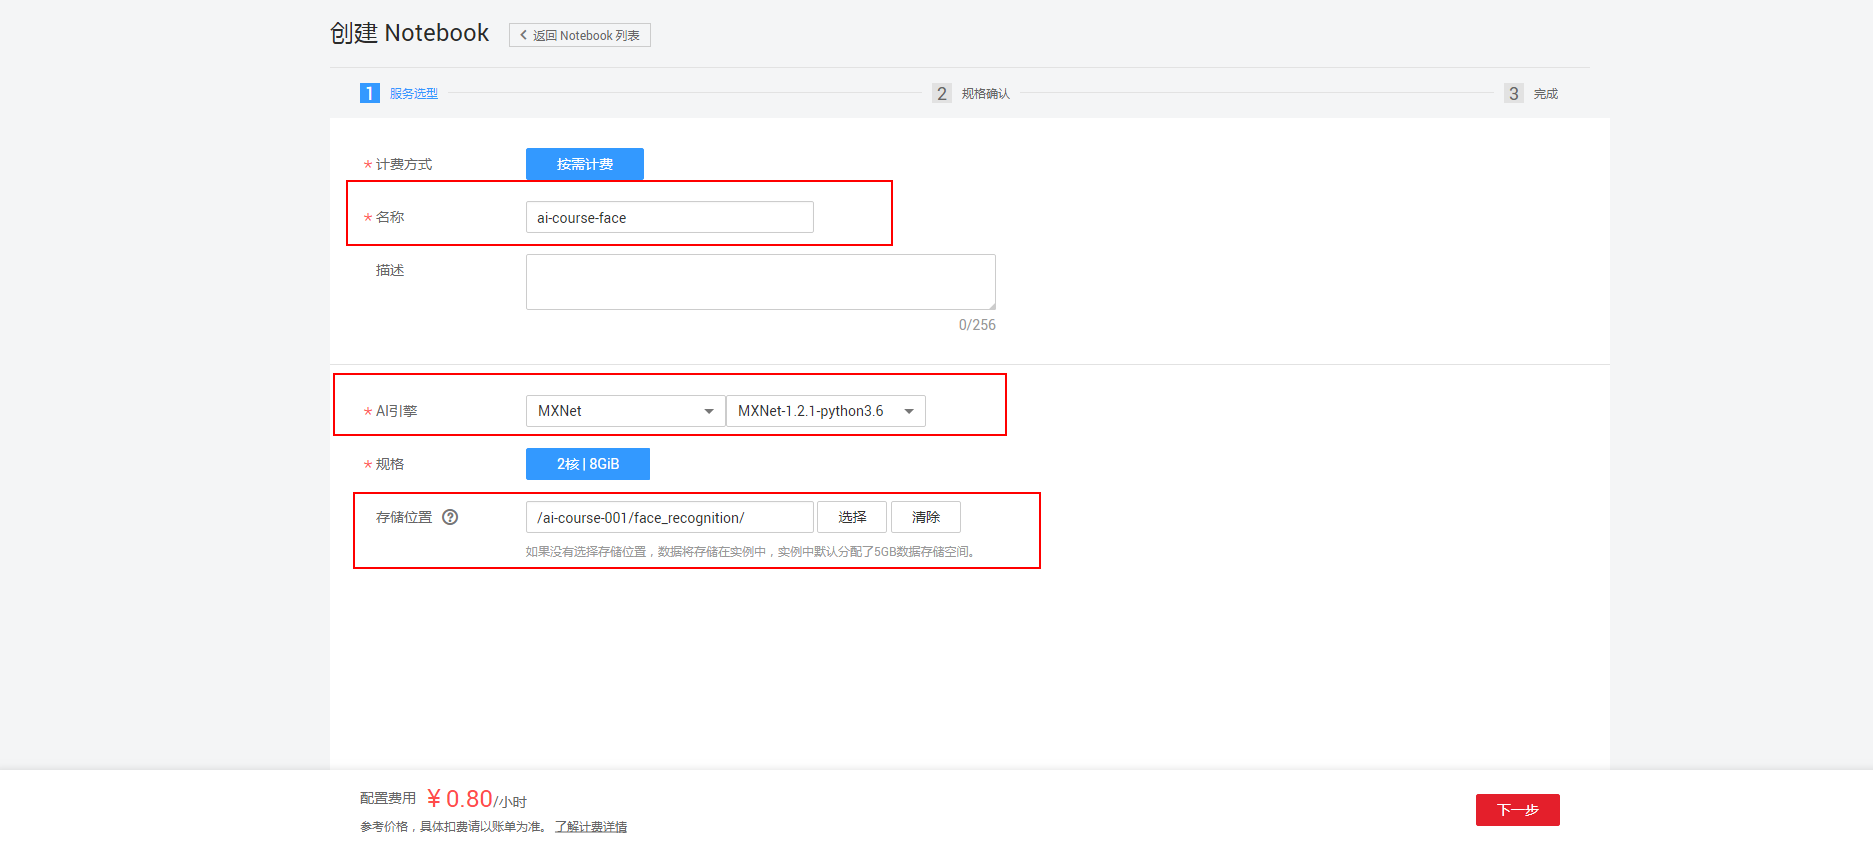 创建 Notebook
返回 Notebook 列表
1 服务选型
2 规格确认
3 完成
* 计费方式 按需计费
* 名称 ai-course-face
描述
0/256
* AI引擎 MXNet MXNet-1.2.1-python3.6
* 规格 2核 | 8GiB
存储位置 ? /ai-course-001/face_recognition/ 选择 清除
如果没有选择存储位置，数据将存储在实例中，实例中默认分配了5GB数据存储空间。
配置费用 ¥ 0.80/小时
参考价格，具体扣费请以账单为准。 了解计费详情
下一步